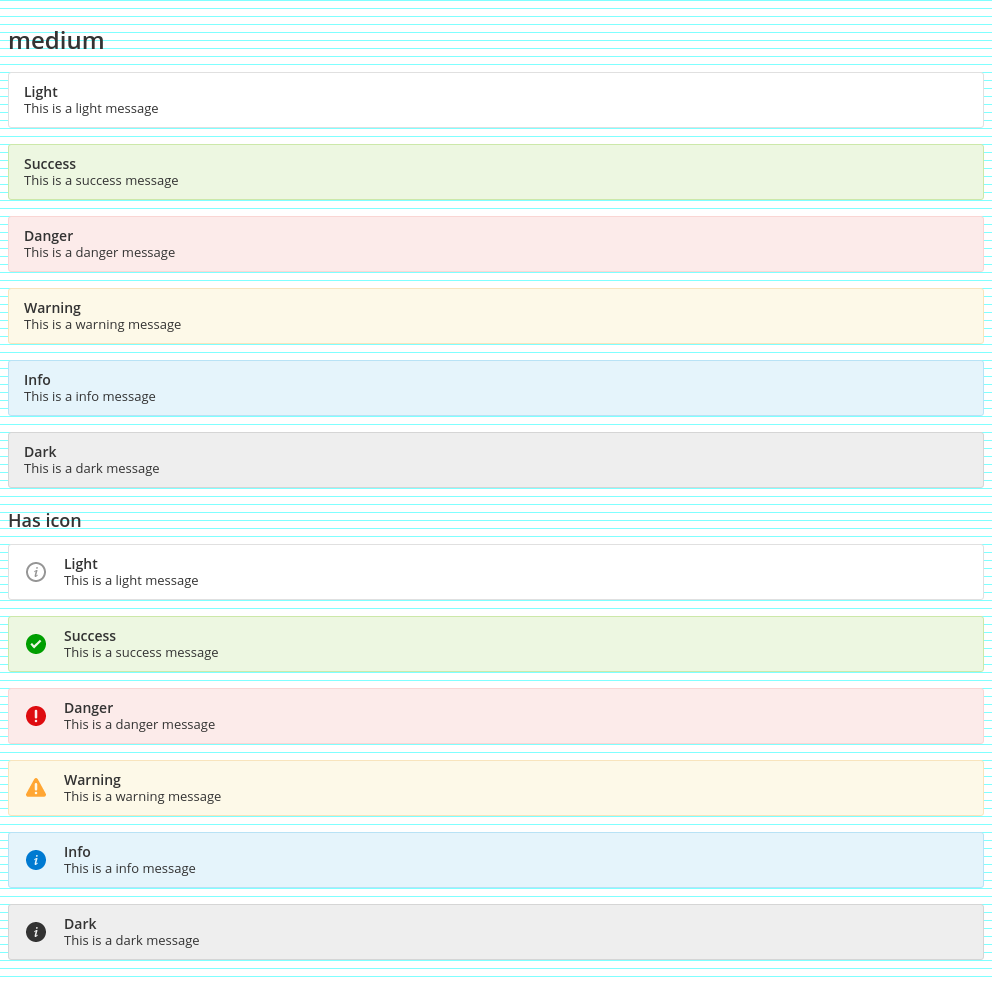 medium
Light
This is a light message
Success
This is a success message
Danger
This is a danger message
Warning
This is a warning message
Info
This is a info message
Dark
This is a dark message
Has icon
Light
This is a light message
Success
This is a success message
Danger
This is a danger message
Warning
This is a warning message
Info
This is a info message
Dark
This is a dark message